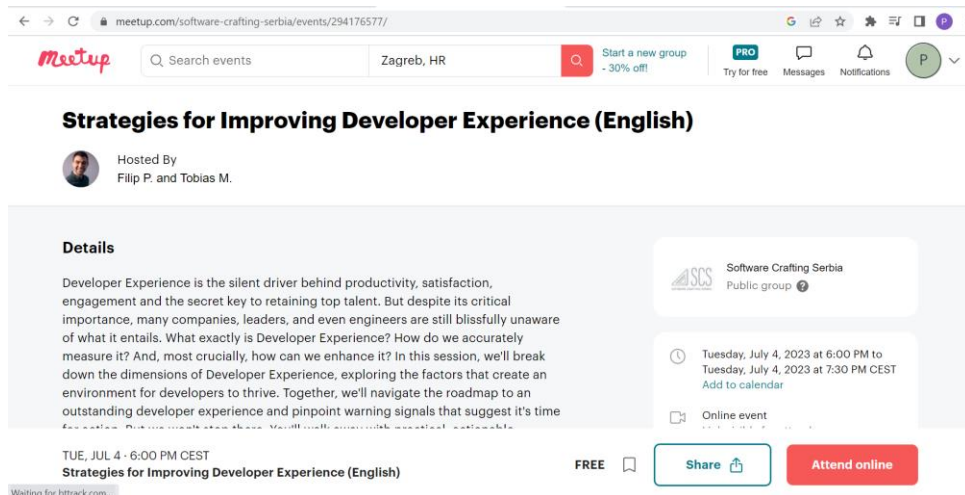 meetup.com/software-crafting-serbia/events/294176577/
P
meetup
Search events
Zagreb, HR
Start a new group
- 30% off!
PRO
Try for free
Messages
Notifications
P
Strategies for Improving Developer Experience (English)
Hosted By
Filip P. and Tobias M.
Details
Developer Experience is the silent driver behind productivity, satisfaction,
engagement and the secret key to retaining top talent. But despite its critical
importance, many companies, leaders, and even engineers are still blissfully unaware
of what it entails. What exactly is Developer Experience? How do we accurately
measure it? And, most crucially, how can we enhance it? In this session, we'll break
down the dimensions of Developer Experience, exploring the factors that create an
environment for developers to thrive. Together, we'll navigate the roadmap to an
outstanding developer experience and pinpoint warning signals that suggest it's time
SCS
Software Crafting Serbia
Public group
Tuesday, July 4, 2023 at 6:00 PM to
Tuesday, July 4, 2023 at 7:30 PM CEST
Add to calendar
Online event
TUE, JUL 4 · 6:00 PM CEST
Strategies for Improving Developer Experience (English)
FREE
Share
Attend online